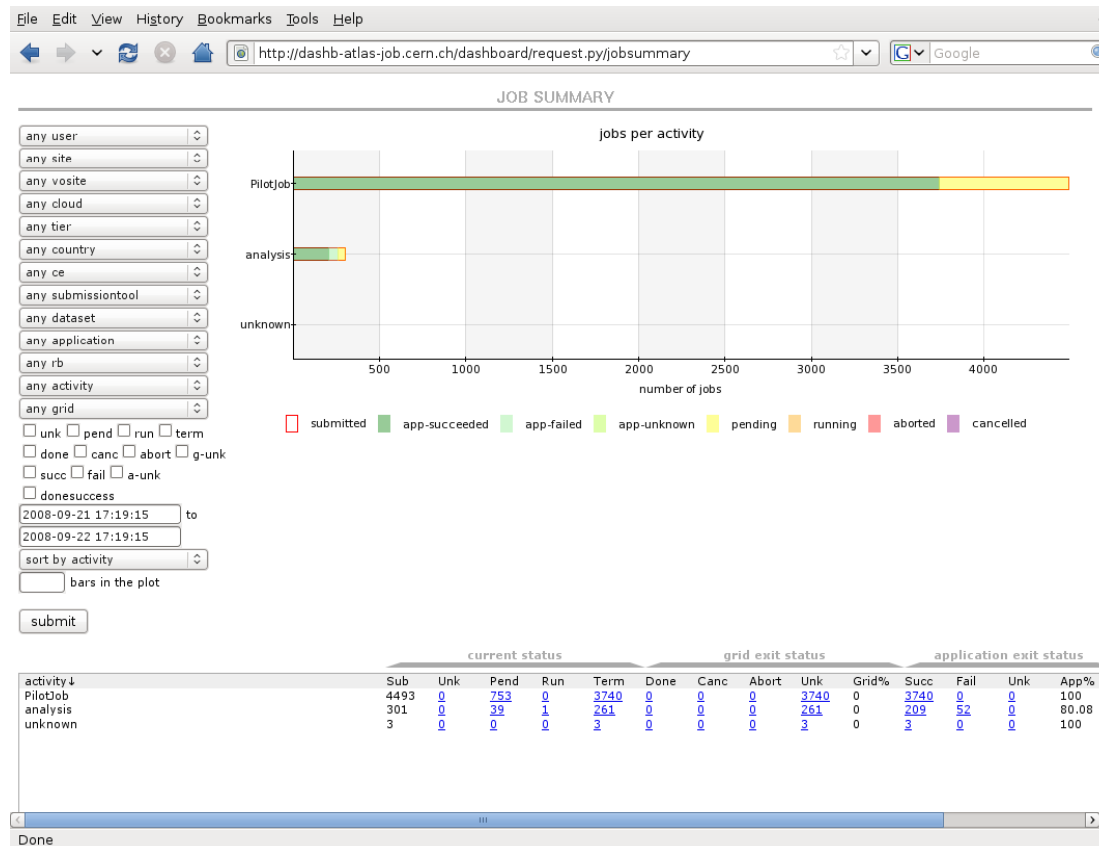 File Edit View History Bookmarks Tools Help
http://dashb-atlas-job.cern.ch/dashboard/request.py/jobsummary
G Google
JOB SUMMARY
any user
any site
any vosite
any cloud
any tier
any country
any ce
any submissiontool
any dataset
any application
any rb
any activity
any grid
unk pend run term
done canc abort g-unk
succ fail a-unk
donesuccess
2008-09-21 17:19:15 to
2008-09-22 17:19:15
sort by activity
bars in the plot
submit
jobs per activity
PilotJob
analysis
unknown
500 1000 1500 2000 2500 3000 3500 4000
number of jobs
submitted app-succeeded app-failed app-unknown pending running aborted cancelled
current status grid exit status application exit status
activity↓ Sub Unk Pend Run Term Done Canc Abort Unk Grid% Succ Fail Unk App%
PilotJob 4493 0 753 0 3740 0 0 0 3740 0 3740 0 0 100
analysis 301 0 39 1 261 0 0 0 261 0 209 52 0 80.08
unknown 3 0 0 0 3 0 0 0 3 0 3 0 0 100
Done